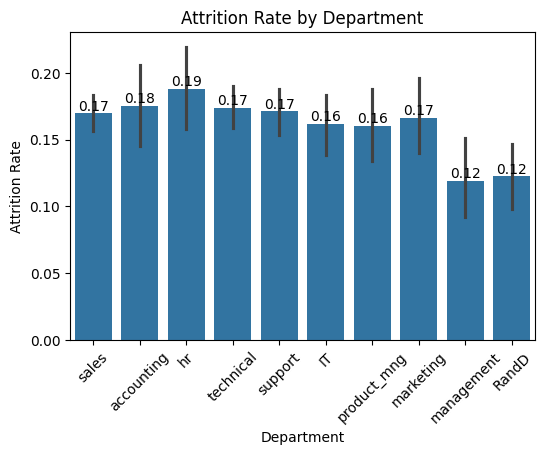 Attrition Rate by Department
Attrition Rate
0.20
0.15
0.10
0.05
0.00
0.17
0.18
0.19
0.17
0.17
0.16
0.16
0.17
0.12
0.12
sales
accounting
hr
technical
support
IT
product_mng
marketing
management
RandD
Department